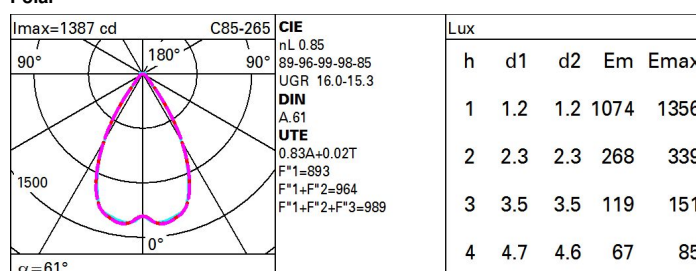 Polar
Imax=1387 cd C85-265
90° 180° 90°
1500
0°
α=61°
CIE
nL 0.85
89-96-99-98-85
UGR 16.0-15.3
DIN
A.61
UTE
0.83A+0.02T
F"1=893
F"1+F"2=964
F"1+F"2+F"3=989
Lux
h d1 d2 Em Emax
1 1.2 1.2 1074 1356
2 2.3 2.3 268 339
3 3.5 3.5 119 151
4 4.7 4.6 67 85